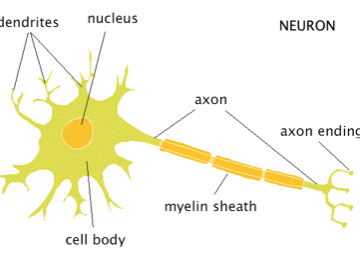 dendrites
nucleus
NEURON
axon
axon ending
myelin sheath
cell body